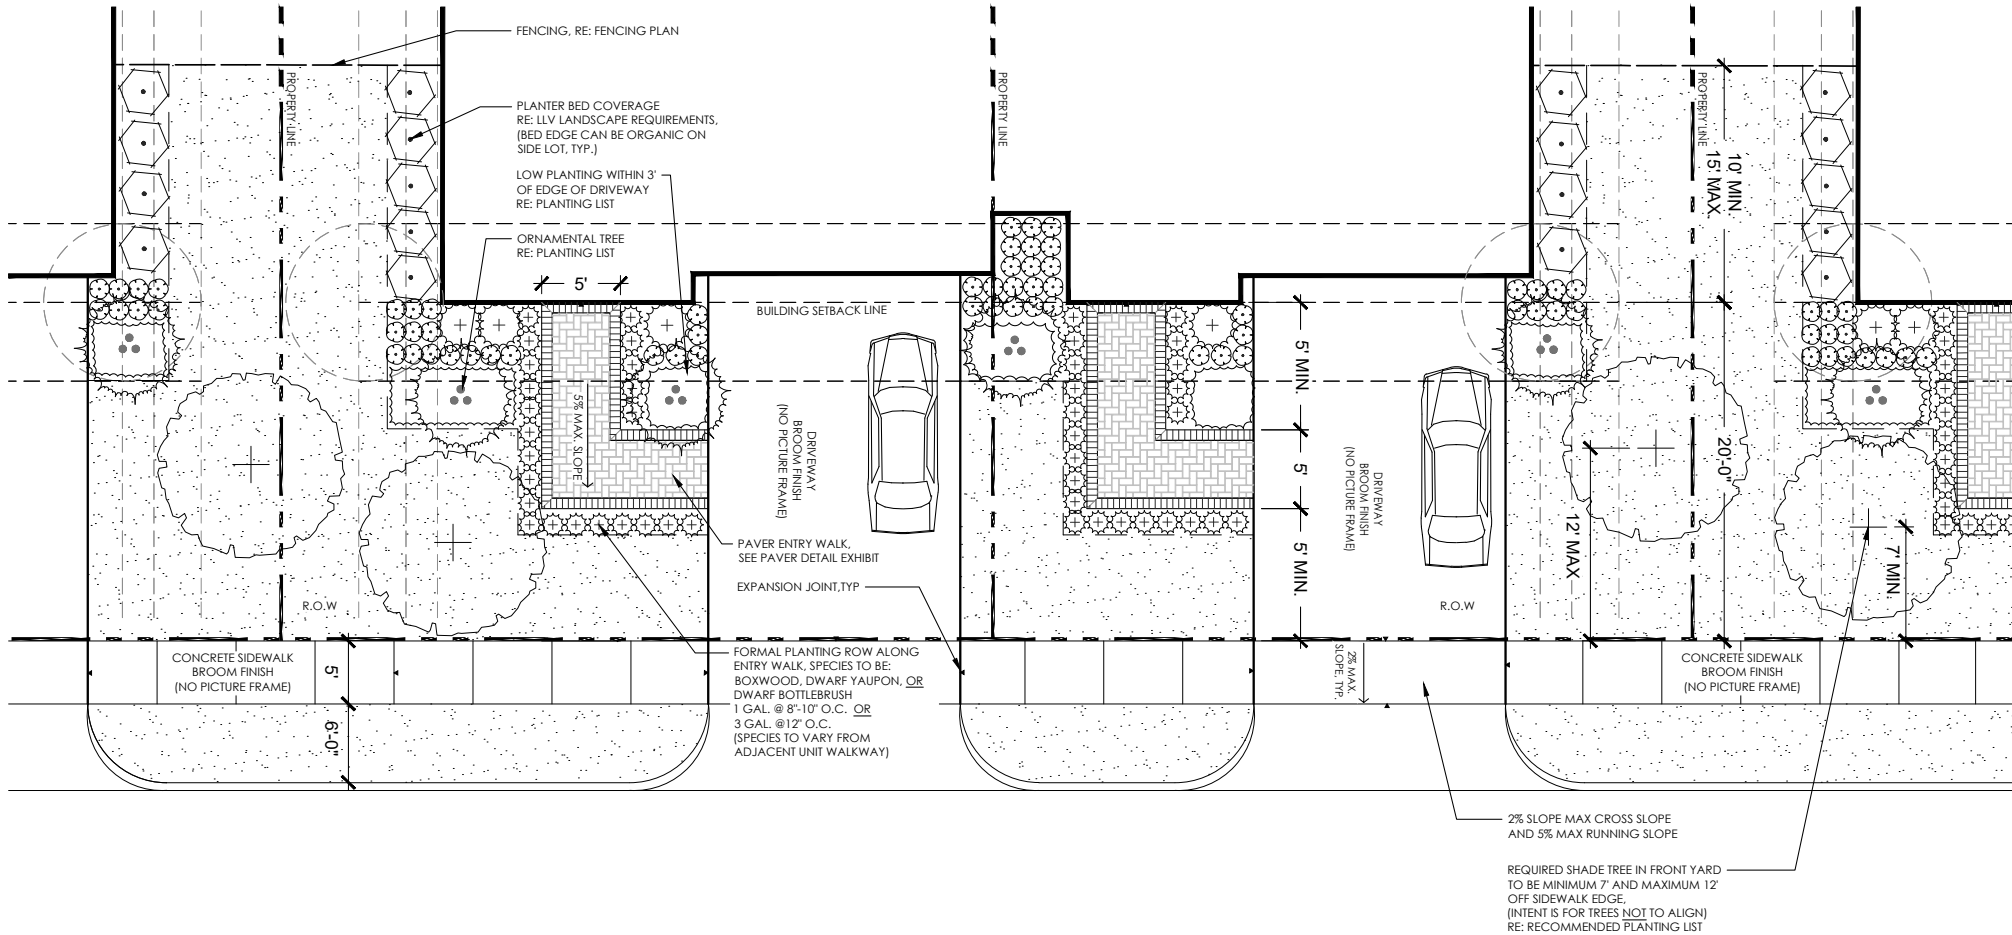 FENCING, RE: FENCING PLAN
PLANTER BED COVERAGE
RE: LLV LANDSCAPE REQUIREMENTS,
(BED EDGE CAN BE ORGANIC ON
SIDE LOT, TYP.)
LOW PLANTING WITHIN 3'
OF EDGE OF DRIVEWAY
RE: PLANTING LIST
ORNAMENTAL TREE
RE: PLANTING LIST
PROPERTY LINE
PROPERTY LINE
PROPERTY LINE
10' MIN.
15' MAX.
5'
BUILDING SETBACK LINE
5' MIN.
5'
5' MIN.
5% MAX. SLOPE
DRIVEWAY
BROOM FINISH
(NO PICTURE FRAME)
DRIVEWAY
BROOM FINISH
(NO PICTURE FRAME)
20'-0"
12' MAX
7' MIN
PAVER ENTRY WALK,
SEE PAVER DETAIL EXHIBIT
EXPANSION JOINT,TYP
R.O.W
R.O.W
CONCRETE SIDEWALK
BROOM FINISH
(NO PICTURE FRAME)
5'
6'-0"
FORMAL PLANTING ROW ALONG
ENTRY WALK, SPECIES TO BE:
BOXWOOD, DWARF YAUPON, OR
DWARF BOTTLEBRUSH
1 GAL. @ 8"-10" O.C. OR
3 GAL. @12" O.C.
(SPECIES TO VARY FROM
ADJACENT UNIT WALKWAY)
2% MAX.
SLOPE, TYP.
CONCRETE SIDEWALK
BROOM FINISH
(NO PICTURE FRAME)
2% SLOPE MAX CROSS SLOPE
AND 5% MAX RUNNING SLOPE
REQUIRED SHADE TREE IN FRONT YARD
TO BE MINIMUM 7' AND MAXIMUM 12'
OFF SIDEWALK EDGE,
(INTENT IS FOR TREES NOT TO ALIGN)
RE: RECOMMENDED PLANTING LIST